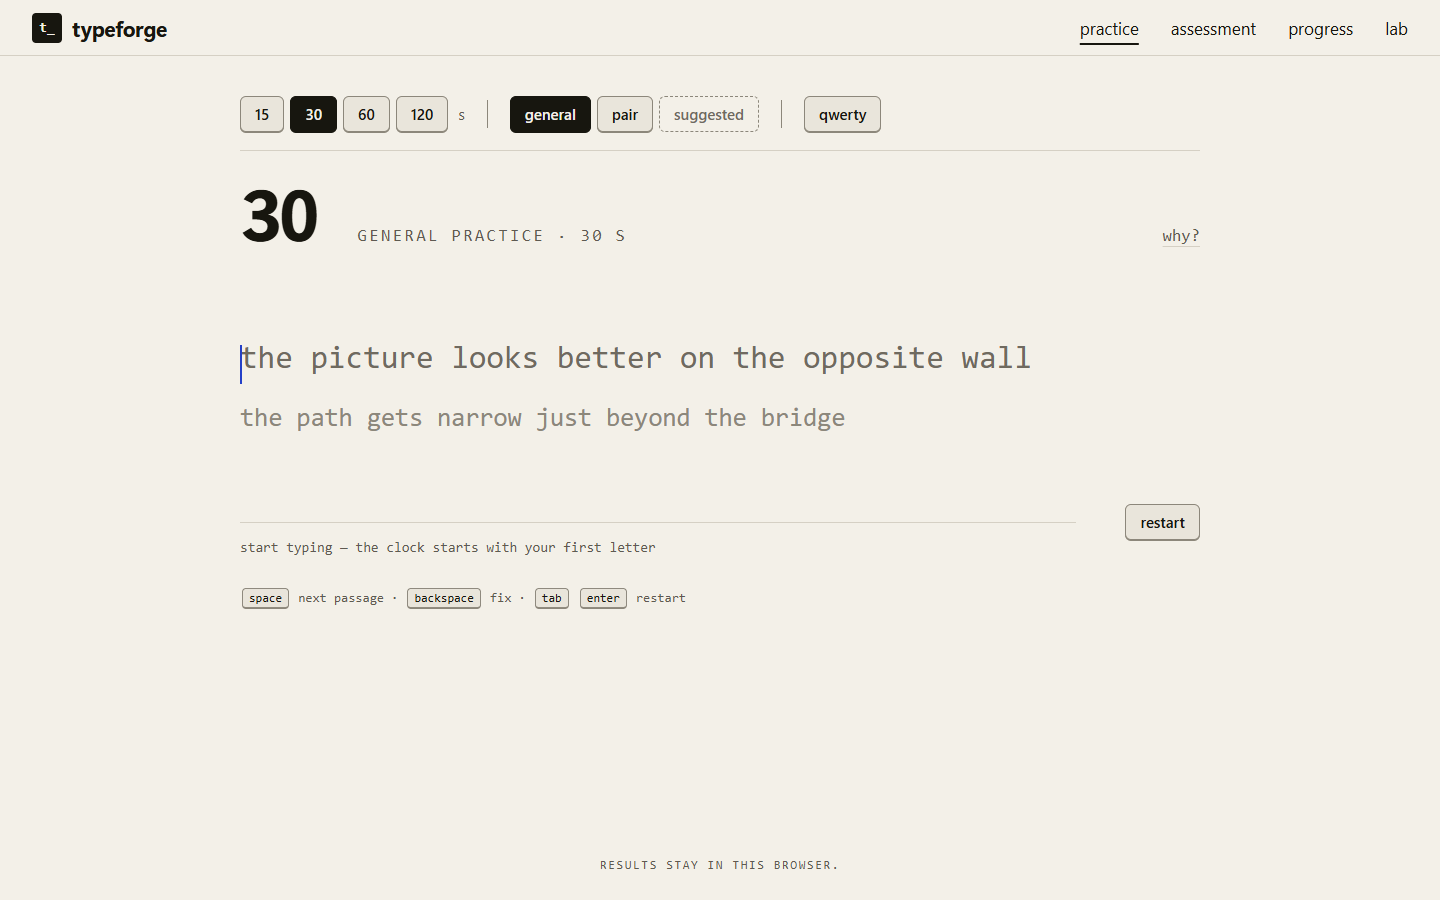 t_ typeforge practice assessment progress lab
15 30 60 120 s general pair suggested qwerty
30 GENERAL PRACTICE · 30 S why?
the picture looks better on the opposite wall
the path gets narrow just beyond the bridge
restart
start typing — the clock starts with your first letter
space next passage · backspace fix · tab enter restart
RESULTS STAY IN THIS BROWSER.